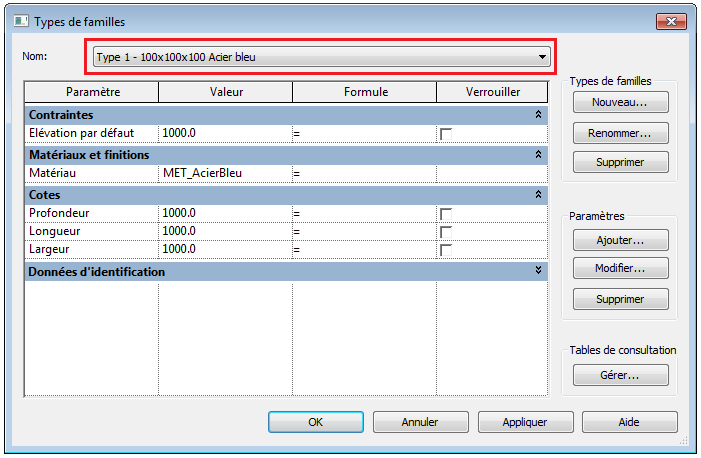 Types de familles
Nom: Type 1 - 100x100x100 Acier bleu
Paramètre Valeur Formule Verrouiller
Contraintes
Elévation par défaut 1000.0 =
Matériaux et finitions
Matériau MET_AcierBleu =
Cotes
Profondeur 1000.0 =
Longueur 1000.0 =
Largeur 1000.0 =
Données d'identification
Types de familles
Nouveau...
Renommer...
Supprimer
Paramètres
Ajouter...
Modifier...
Supprimer
Tables de consultation
Gérer...
OK Annuler Appliquer Aide